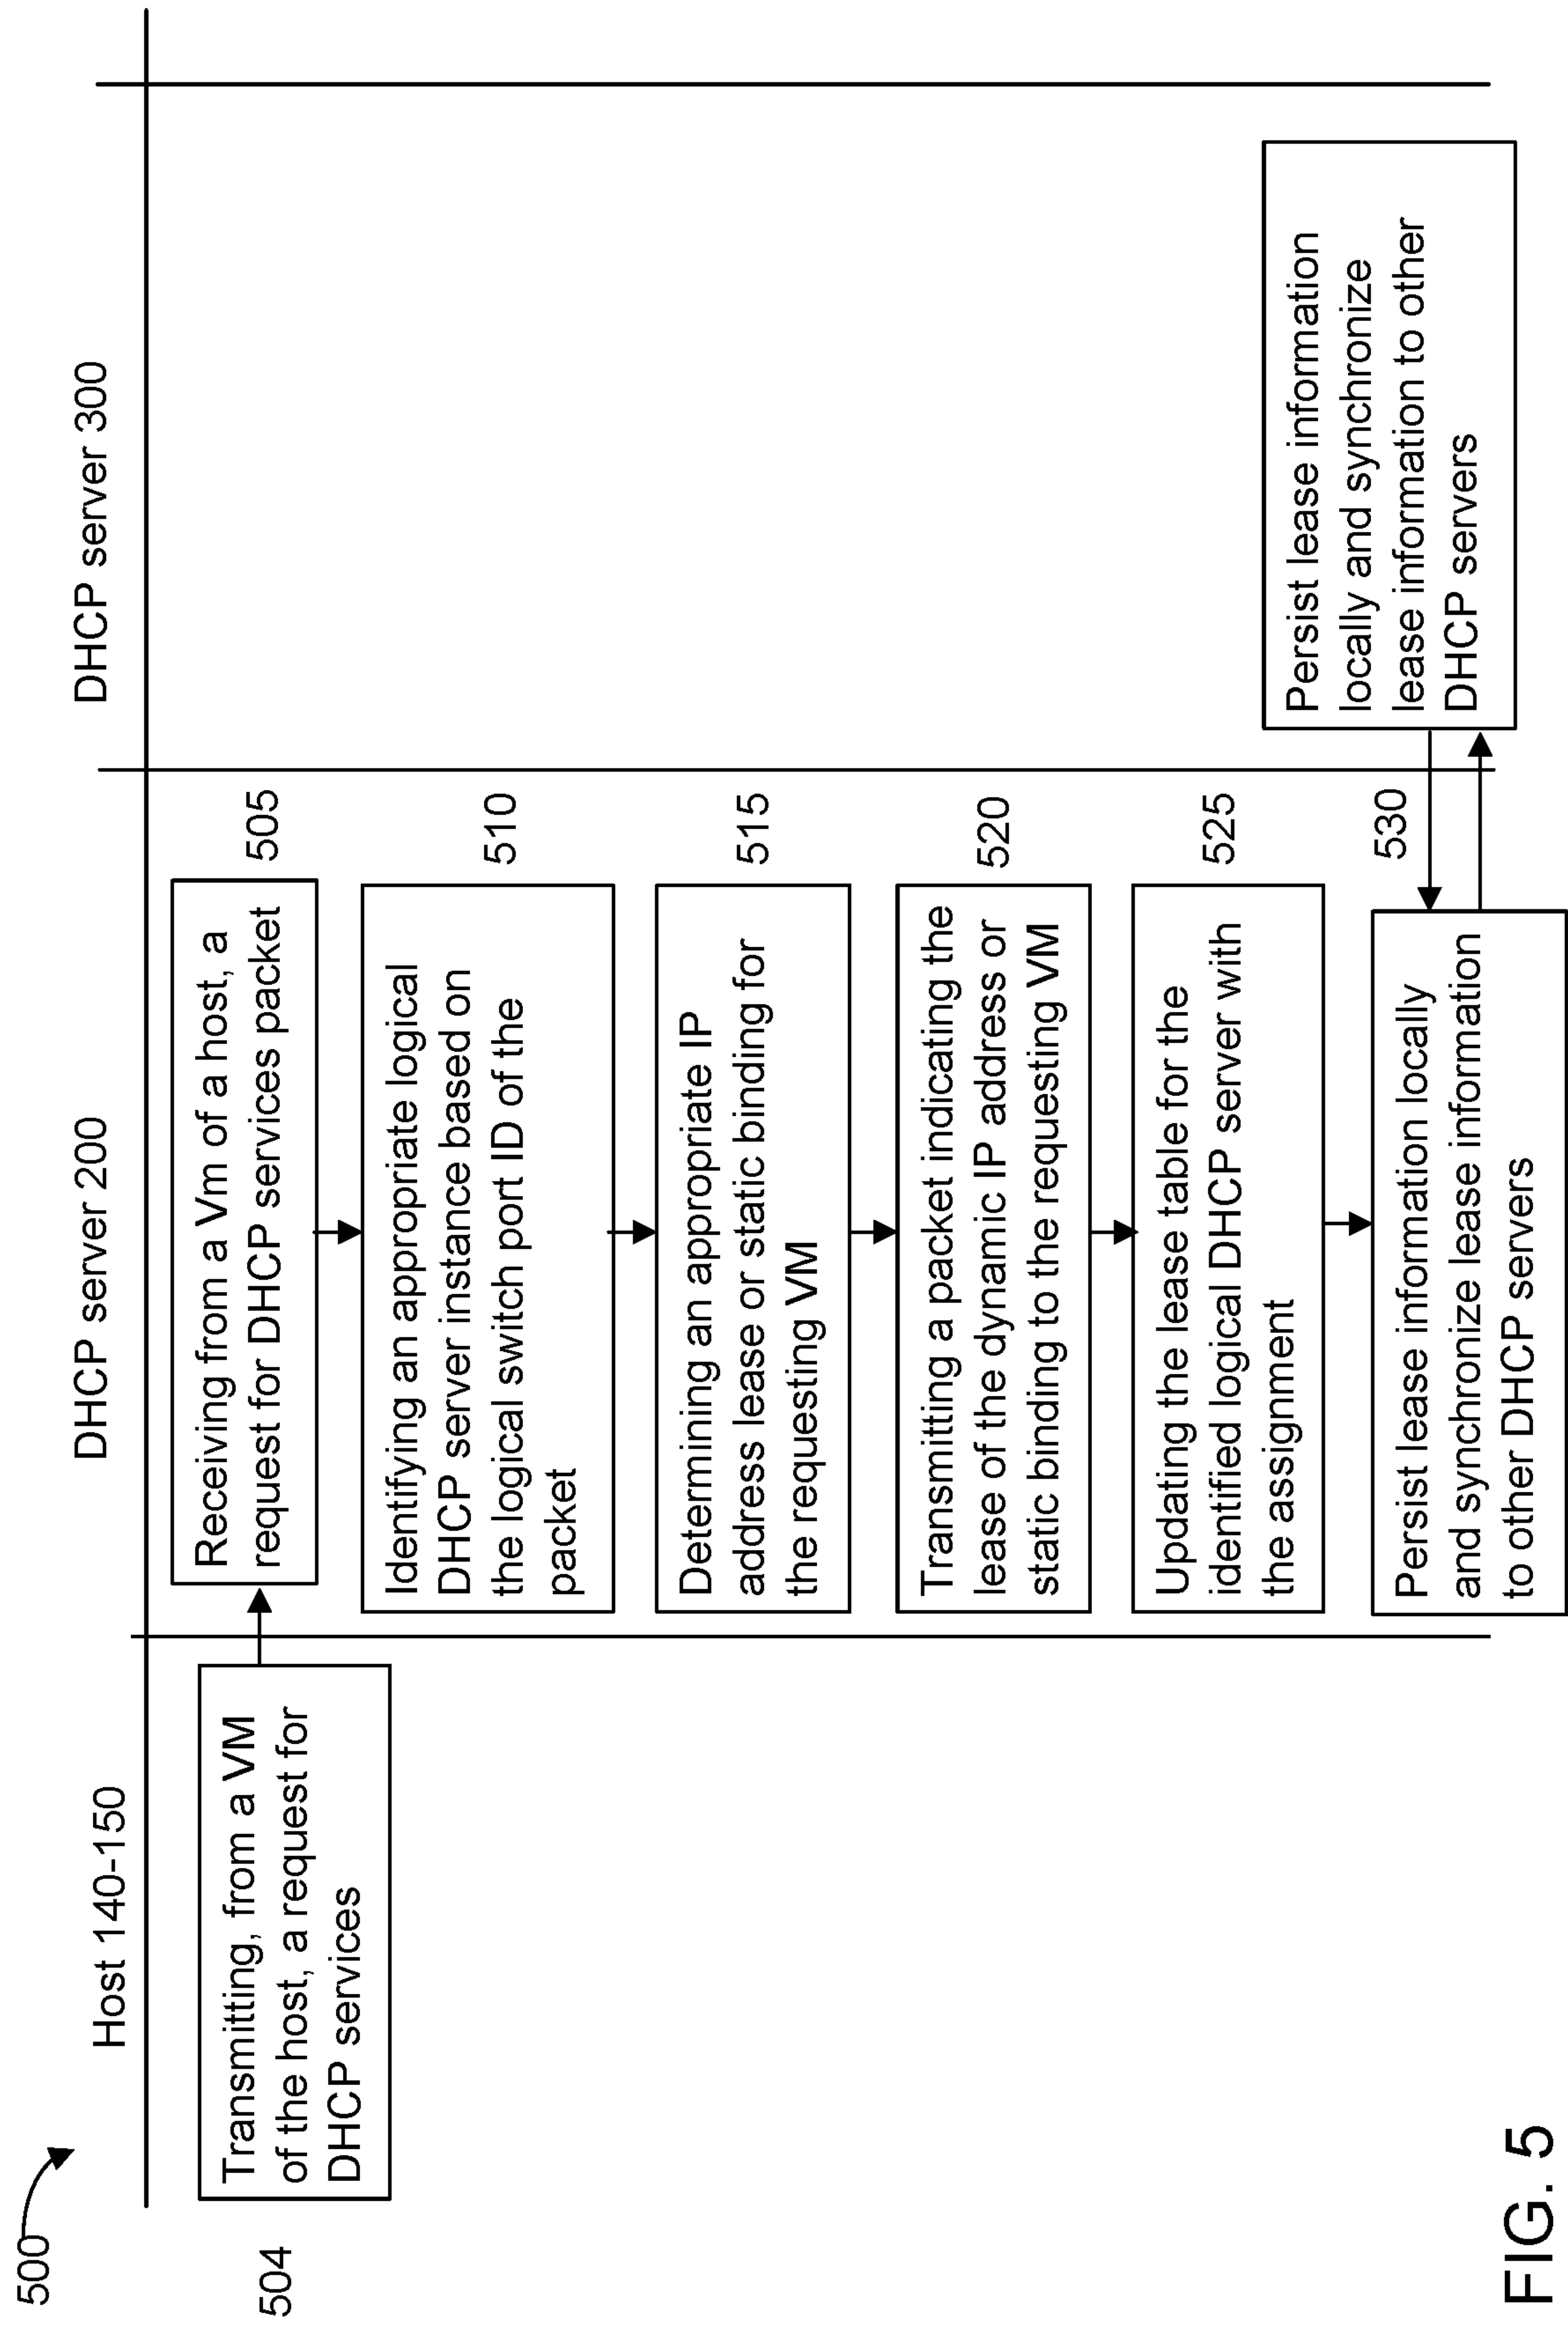 500
Host 140-150
DHCP server 200
DHCP server 300
504
Transmitting, from a VM
of the host, a request for
DHCP services
Receiving from a Vm of a host, a
request for DHCP services packet
505
Identifying an appropriate logical
DHCP server instance based on
the logical switch port ID of the
packet
510
Determining an appropriate IP
address lease or static binding for
the requesting VM
515
Transmitting a packet indicating the
lease of the dynamic IP address or
static binding to the requesting VM
520
Updating the lease table for the
identified logical DHCP server with
the assignment
525
Persist lease information locally
and synchronize lease information
to other DHCP servers
530
Persist lease information
locally and synchronize
lease information to other
DHCP servers
FIG. 5